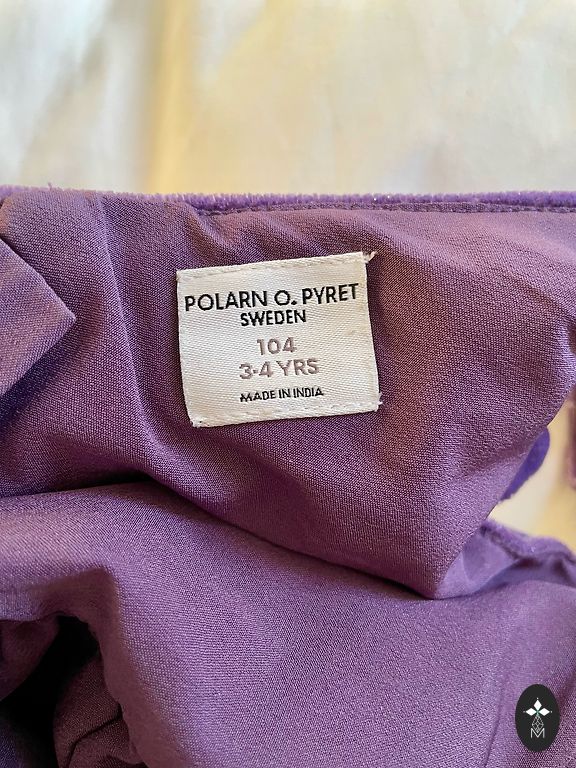 POLARN O. PYRET
SWEDEN
104
3-4 YRS
MADE IN INDIA
M